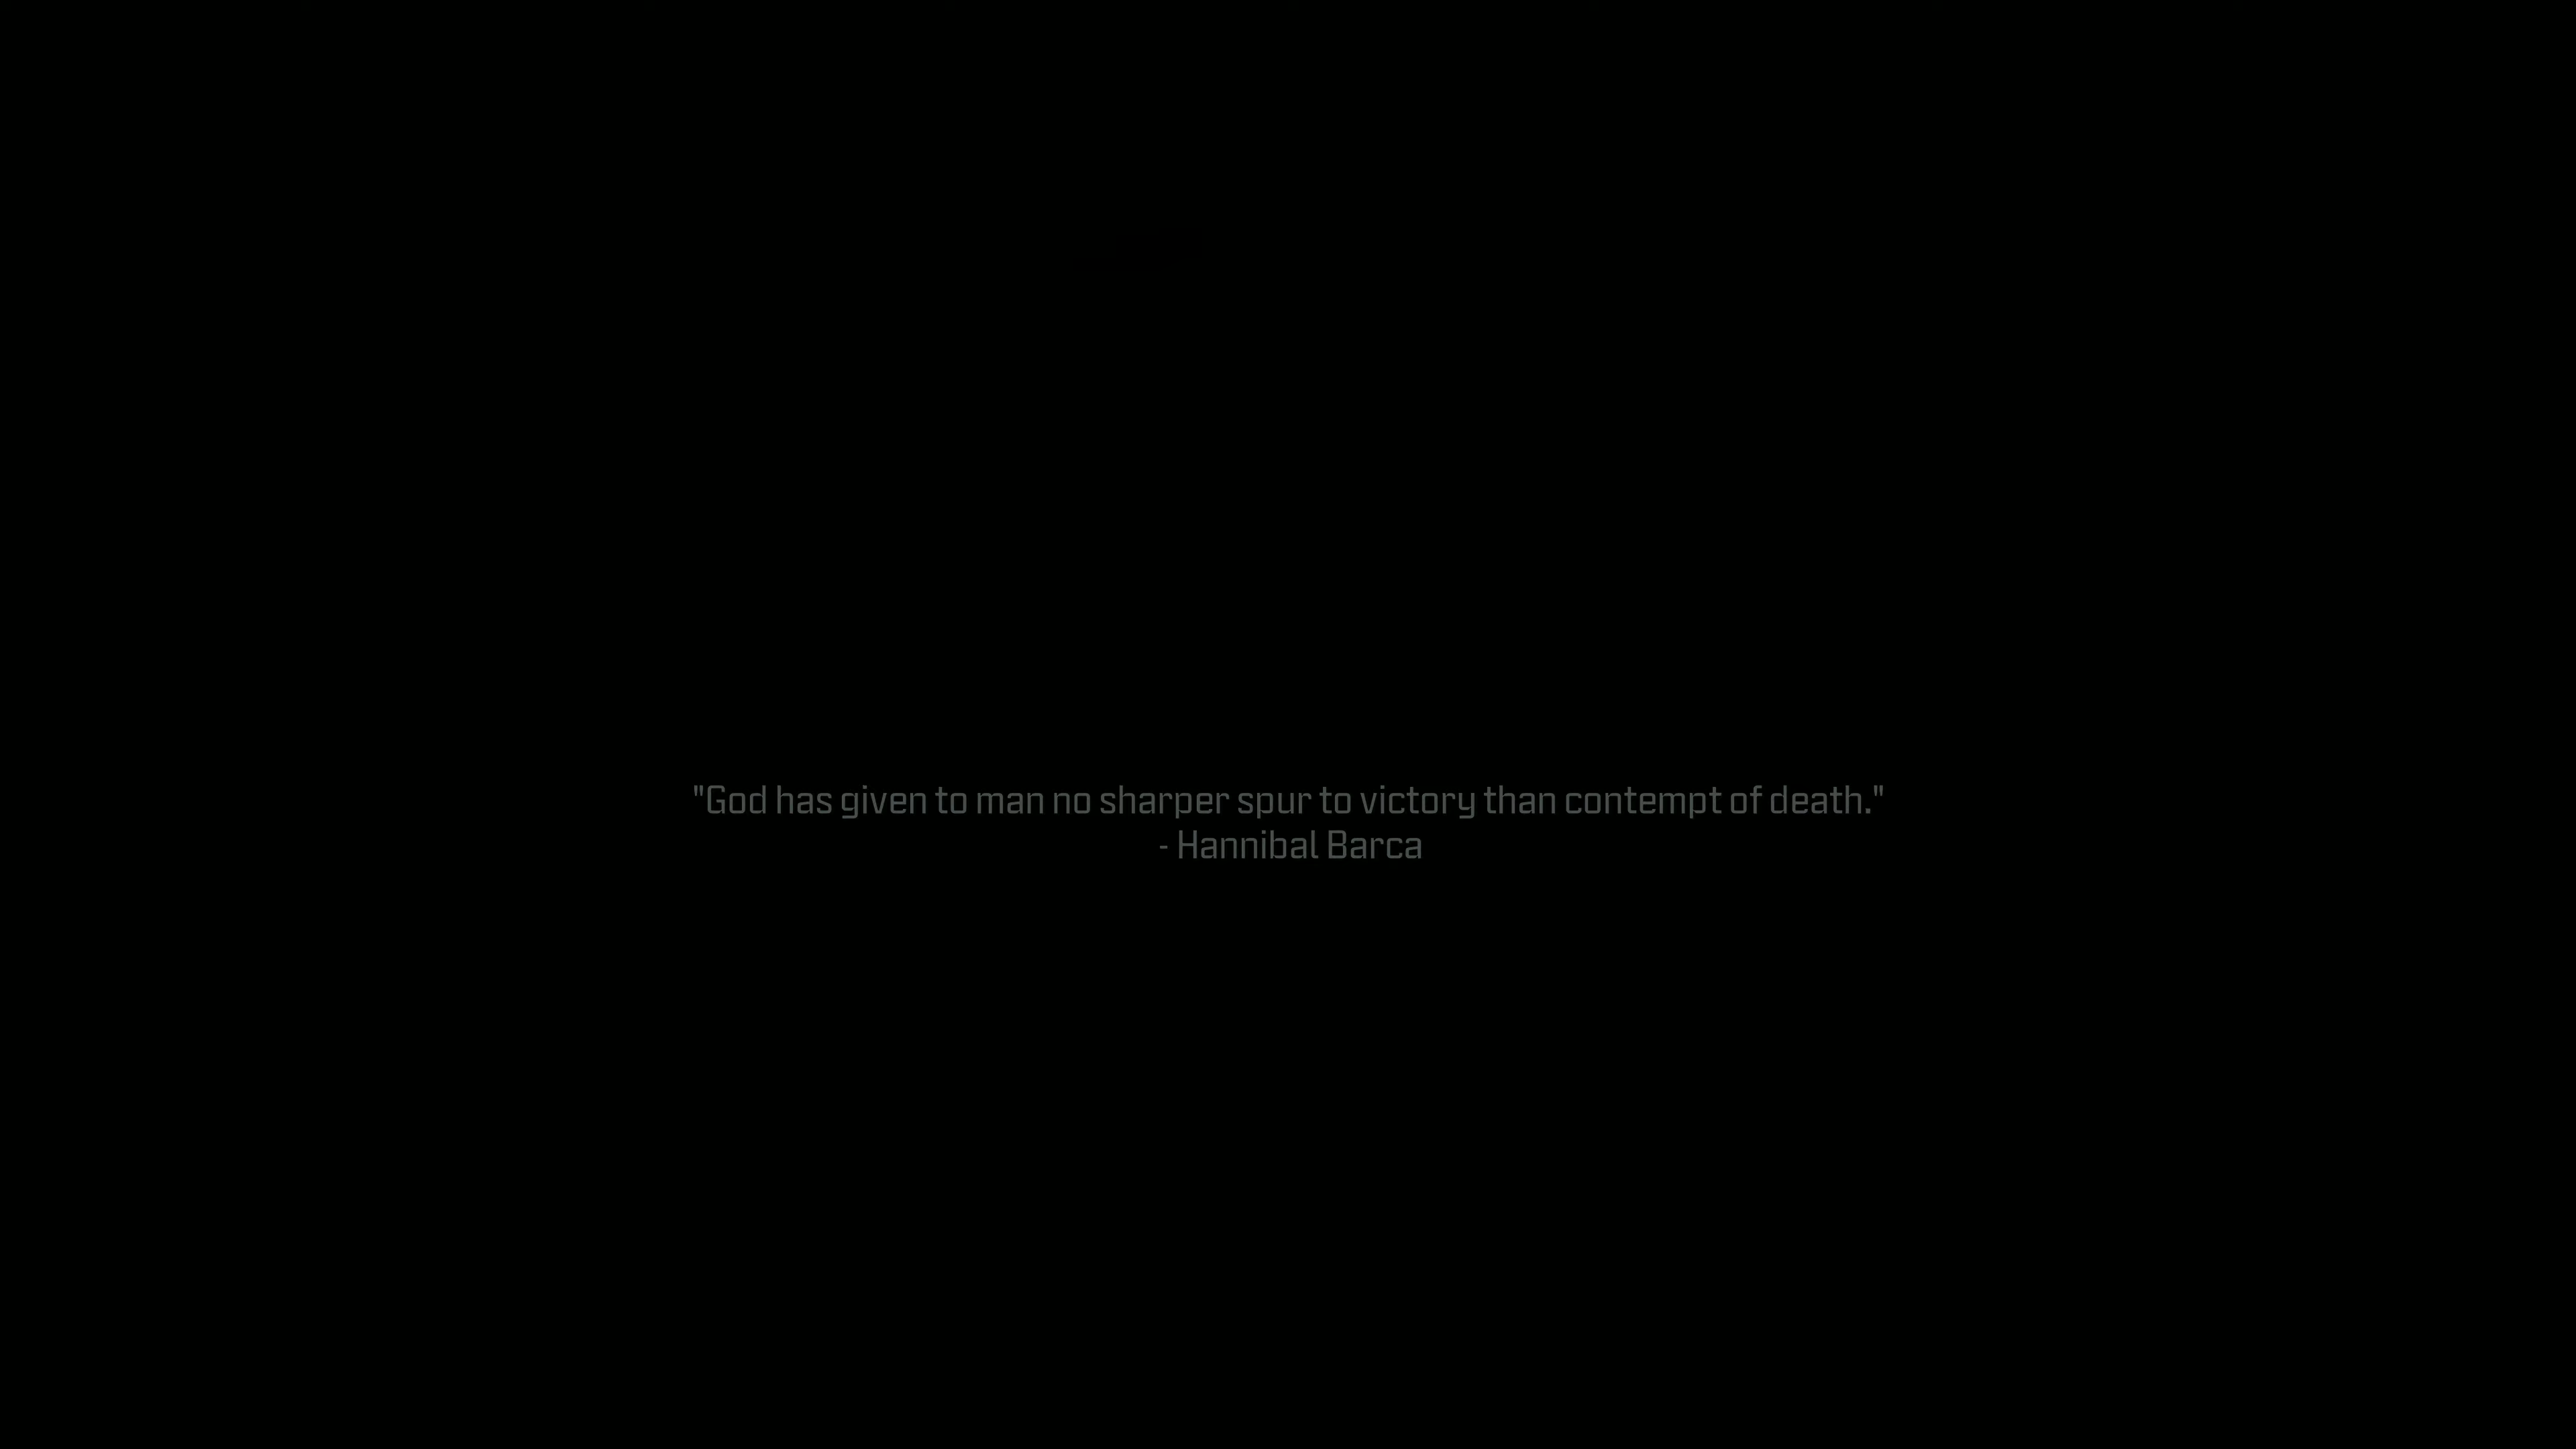 "God has given to man no sharper spur to victory than contempt of death."
- Hannibal Barca